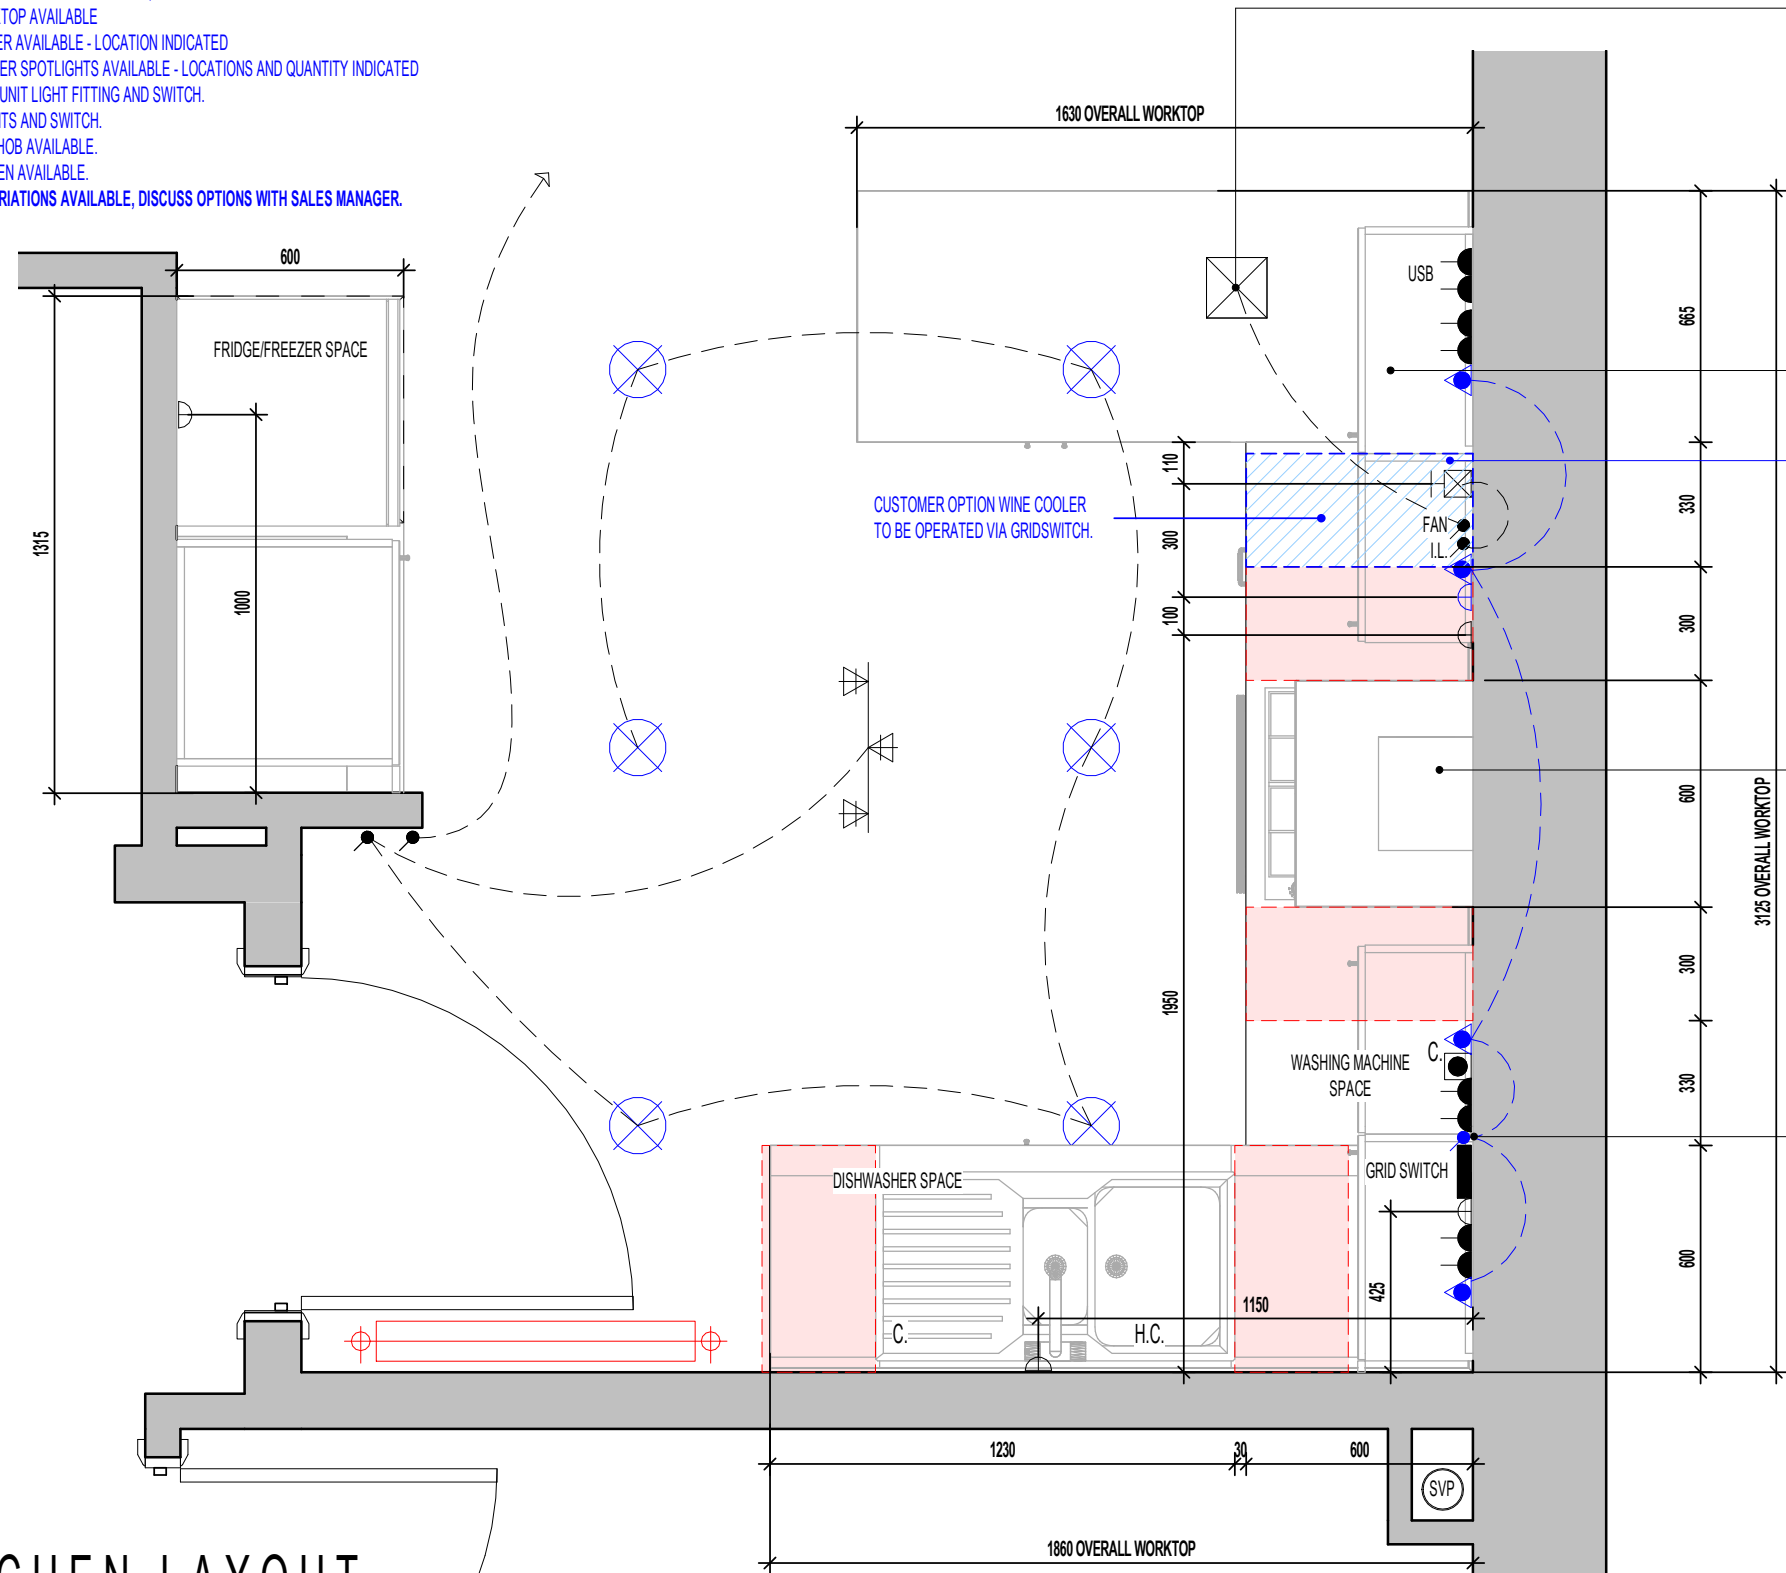 TOP AVAILABLE
ER AVAILABLE - LOCATION INDICATED
ER SPOTLIGHTS AVAILABLE - LOCATIONS AND QUANTITY INDICATED
UNIT LIGHT FITTING AND SWITCH.
TS AND SWITCH.
HOB AVAILABLE.
EN AVAILABLE.
RIATIONS AVAILABLE, DISCUSS OPTIONS WITH SALES MANAGER.
1630 OVERALL WORKTOP
600
USB
665
FRIDGE/FREEZER SPACE
110
CUSTOMER OPTION WINE COOLER
TO BE OPERATED VIA GRIDSWITCH.
330
FAN
I.L.
300
1315
1000
100
300
600
3125 OVERALL WORKTOP
300
1950
C.
WASHING MACHINE
SPACE
330
DISHWASHER SPACE
GRID SWITCH
600
425
1150
C.
H.C.
1230
30
600
SVP
1860 OVERALL WORKTOP
CHEN LAYOUT